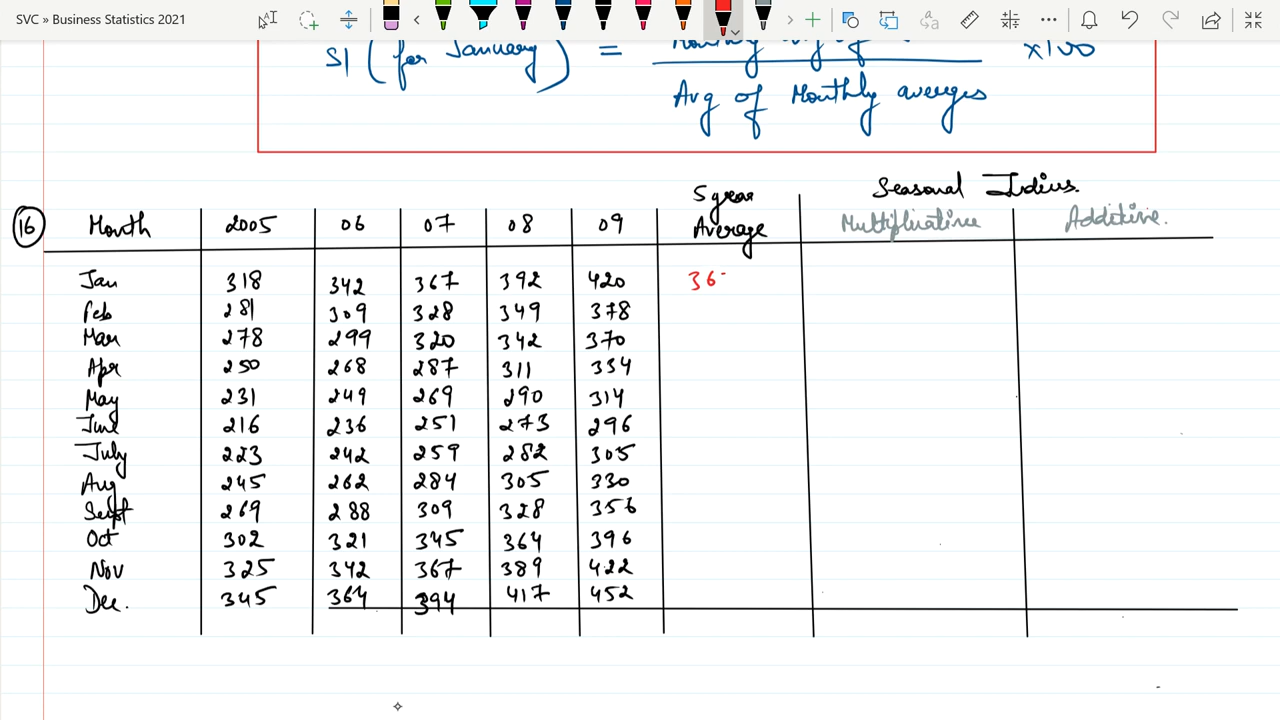 SVC » Business Statistics 2021
SI (for January) = ×100
Avg of Monthly averages
5 year Seasonal Indices.
16 Month 2005 06 07 08 09 Average Multiplicative Additive.
Jan 318 342 367 392 420 36
Feb 281 309 328 349 378
Mar 278 299 320 342 370
Apr 250 268 287 311 334
May 231 249 269 290 314
June 216 236 251 273 296
July 223 242 259 282 305
Aug 245 262 284 305 330
Sept 269 288 309 328 356
Oct 302 321 345 364 396
Nov 325 342 367 389 422
Dec. 345 364 394 417 452